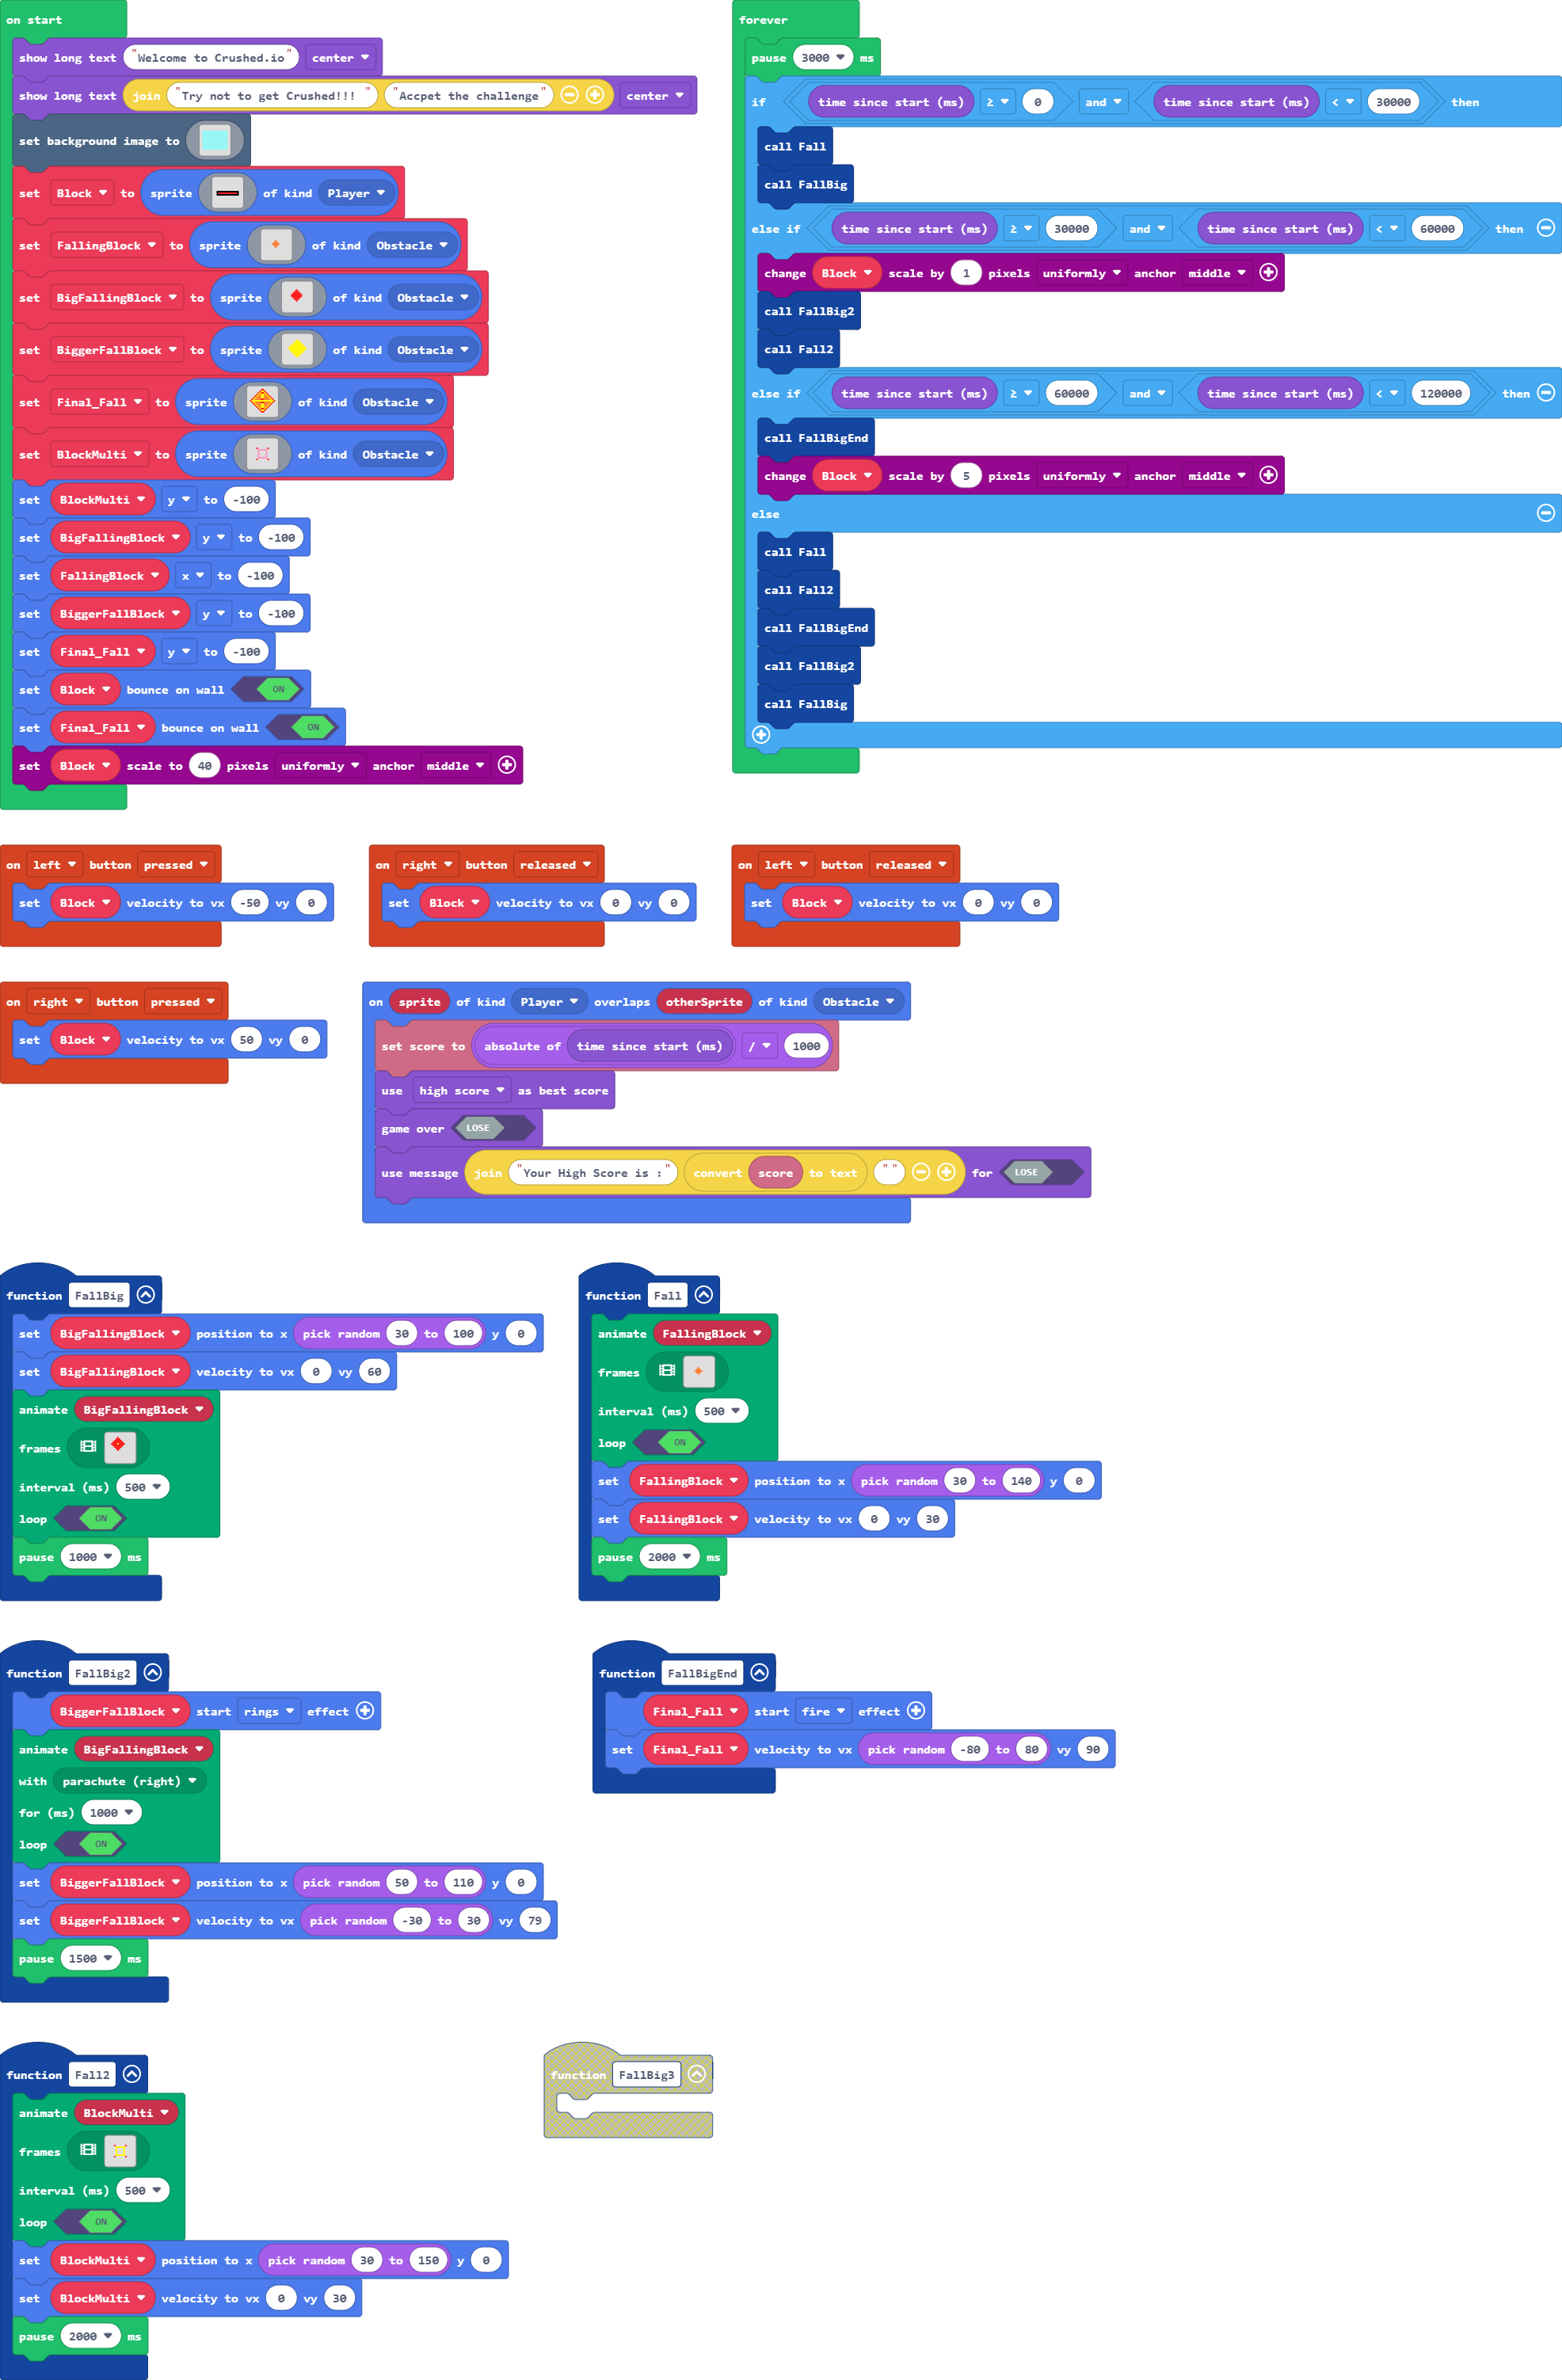 on start
show long text "Welcome to Crushed.io" center
show long text join "Try not to get Crushed!!! " "Accpet the challenge" center
set background image to
set Block to sprite of kind Player
set FallingBlock to sprite of kind Obstacle
set BigFallingBlock to sprite of kind Obstacle
set BiggerFallBlock to sprite of kind Obstacle
set Final_Fall to sprite of kind Obstacle
set BlockMulti to sprite of kind Obstacle
set BlockMulti y to -100
set BigFallingBlock y to -100
set FallingBlock x to -100
set BiggerFallBlock y to -100
set Final_Fall y to -100
set Block bounce on wall ON
set Final_Fall bounce on wall ON
set Block scale to 40 pixels uniformly anchor middle
forever
pause 3000 ms
if time since start (ms) ≥ 0 and time since start (ms) < 30000 then
call Fall
call FallBig
else if time since start (ms) ≥ 30000 and time since start (ms) < 60000 then
change Block scale by 1 pixels uniformly anchor middle
call FallBig2
call Fall2
else if time since start (ms) ≥ 60000 and time since start (ms) < 120000 then
call FallBigEnd
change Block scale by 5 pixels uniformly anchor middle
else
call Fall
call Fall2
call FallBigEnd
call FallBig2
call FallBig
on left button pressed
set Block velocity to vx -50 vy 0
on right button released
set Block velocity to vx 0 vy 0
on left button released
set Block velocity to vx 0 vy 0
on right button pressed
set Block velocity to vx 50 vy 0
on sprite of kind Player overlaps otherSprite of kind Obstacle
set score to absolute of time since start (ms) / 1000
use high score as best score
game over LOSE
use message join "Your High Score is :" convert score to text "" for LOSE
function FallBig
set BigFallingBlock position to x pick random 30 to 100 y 0
set BigFallingBlock velocity to vx 0 vy 60
animate BigFallingBlock
frames
interval (ms) 500
loop ON
pause 1000 ms
function Fall
animate FallingBlock
frames
interval (ms) 500
loop ON
set FallingBlock position to x pick random 30 to 140 y 0
set FallingBlock velocity to vx 0 vy 30
pause 2000 ms
function FallBig2
BiggerFallBlock start rings effect
animate BigFallingBlock
with parachute (right)
for (ms) 1000
loop ON
set BiggerFallBlock position to x pick random 50 to 110 y 0
set BiggerFallBlock velocity to vx pick random -30 to 30 vy 79
pause 1500 ms
function FallBigEnd
Final_Fall start fire effect
set Final_Fall velocity to vx pick random -80 to 80 vy 90
function Fall2
animate BlockMulti
frames
interval (ms) 500
loop ON
set BlockMulti position to x pick random 30 to 150 y 0
set BlockMulti velocity to vx 0 vy 30
pause 2000 ms
function FallBig3